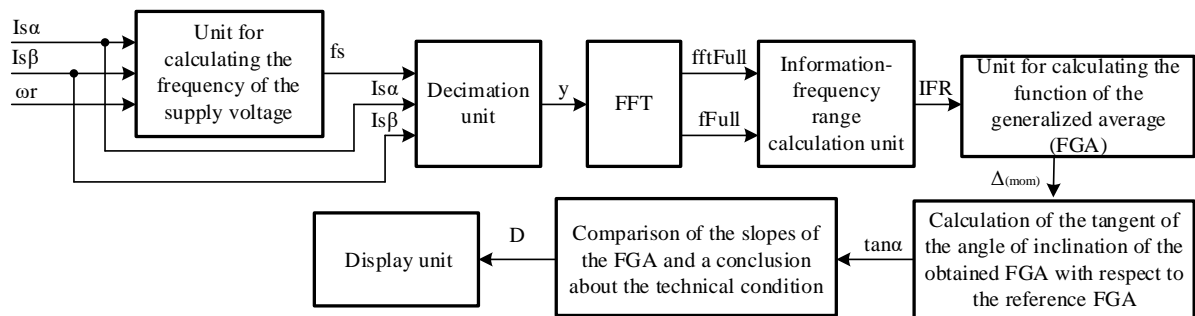 Isα
Isβ
ωr
Unit for
calculating the
frequency of the
supply voltage
fs
Isα
Isβ
Decimation
unit
y
FFT
fftFull
fFull
Information-
frequency
range
calculation unit
IFR
Unit for calculating the
function of the
generalized average
(FGA)
Δ(mom)
Calculation of the tangent of
the angle of inclination of the
obtained FGA with respect to
the reference FGA
tanα
Comparison of the slopes of
the FGA and a conclusion
about the technical condition
D
Display unit